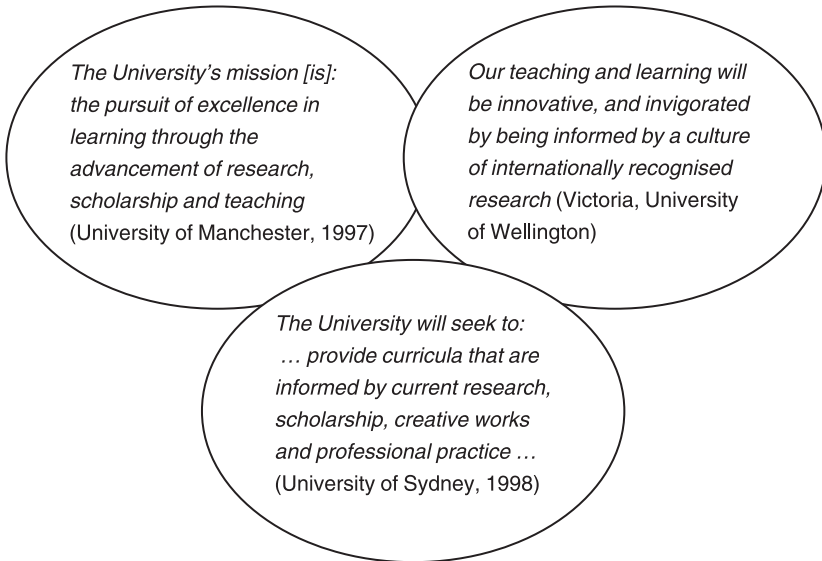 The University's mission [is]:
the pursuit of excellence in
learning through the
advancement of research,
scholarship and teaching
(University of Manchester, 1997)
Our teaching and learning will
be innovative, and invigorated
by being informed by a culture
of internationally recognised
research (Victoria, University
of Wellington)
The University will seek to:
… provide curricula that are
informed by current research,
scholarship, creative works
and professional practice …
(University of Sydney, 1998)